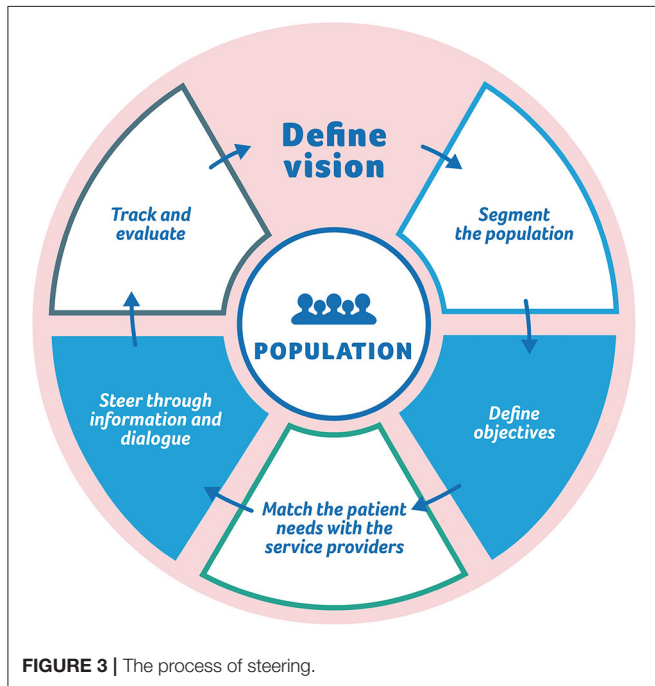 Define
vision
Segment
the population
Define
objectives
Match the patient
needs with the
service providers
Steer through
information and
dialogue
Track and
evaluate
POPULATION
FIGURE 3 | The process of steering.